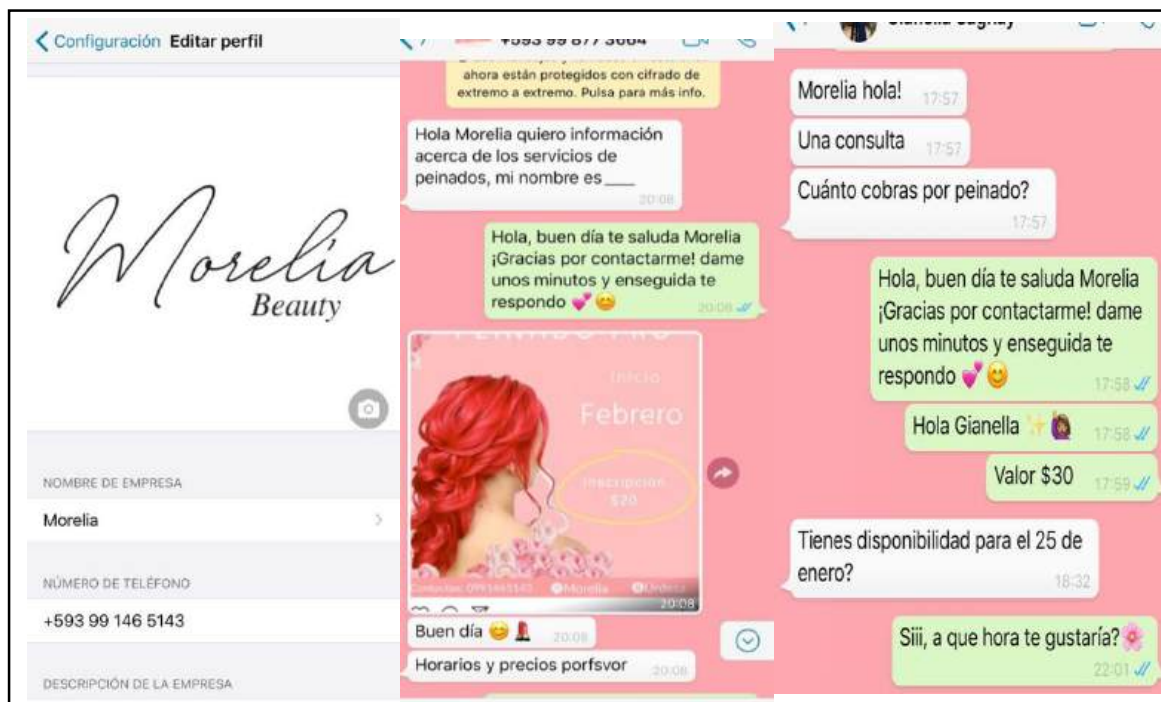 Configuración Editar perfil
Morelia
Beauty
NOMBRE DE EMPRESA
Morelia
NÚMERO DE TELÉFONO
+593 99 146 5143
DESCRIPCIÓN DE LA EMPRESA
+593 99 877 3664
ahora están protegidos con cifrado de
extremo a extremo. Pulsa para más info.
Hola Morelia quiero información
acerca de los servicios de
peinados, mi nombre es ___
20:08
Hola, buen día te saluda Morelia
¡Gracias por contactarme! dame
unos minutos y enseguida te
respondo 💕😊
20:08
Inicio
Febrero
Inscripción
$20
Morelia
20:08
Buen día 😊💄 20:08
Horarios y precios porfsvor 20:08
Morelia hola! 17:57
Una consulta 17:57
Cuánto cobras por peinado?
17:57
Hola, buen día te saluda Morelia
¡Gracias por contactarme! dame
unos minutos y enseguida te
respondo 💕😊 17:58
Hola Gianella ✨🙋🏾‍♀️ 17:58
Valor $30 17:59
Tienes disponibilidad para el 25 de
enero? 18:32
Siii, a que hora te gustaría?🌸
22:01